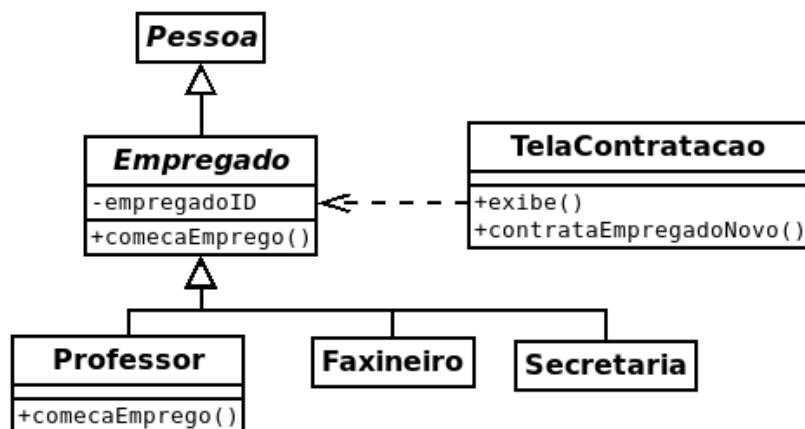 Pessoa
Empregado
-empregadoID
+comecaEmprego()
TelaContratacao
+exibe()
+contrataEmpregadoNovo()
Professor
+comecaEmprego()
Faxineiro
Secretaria